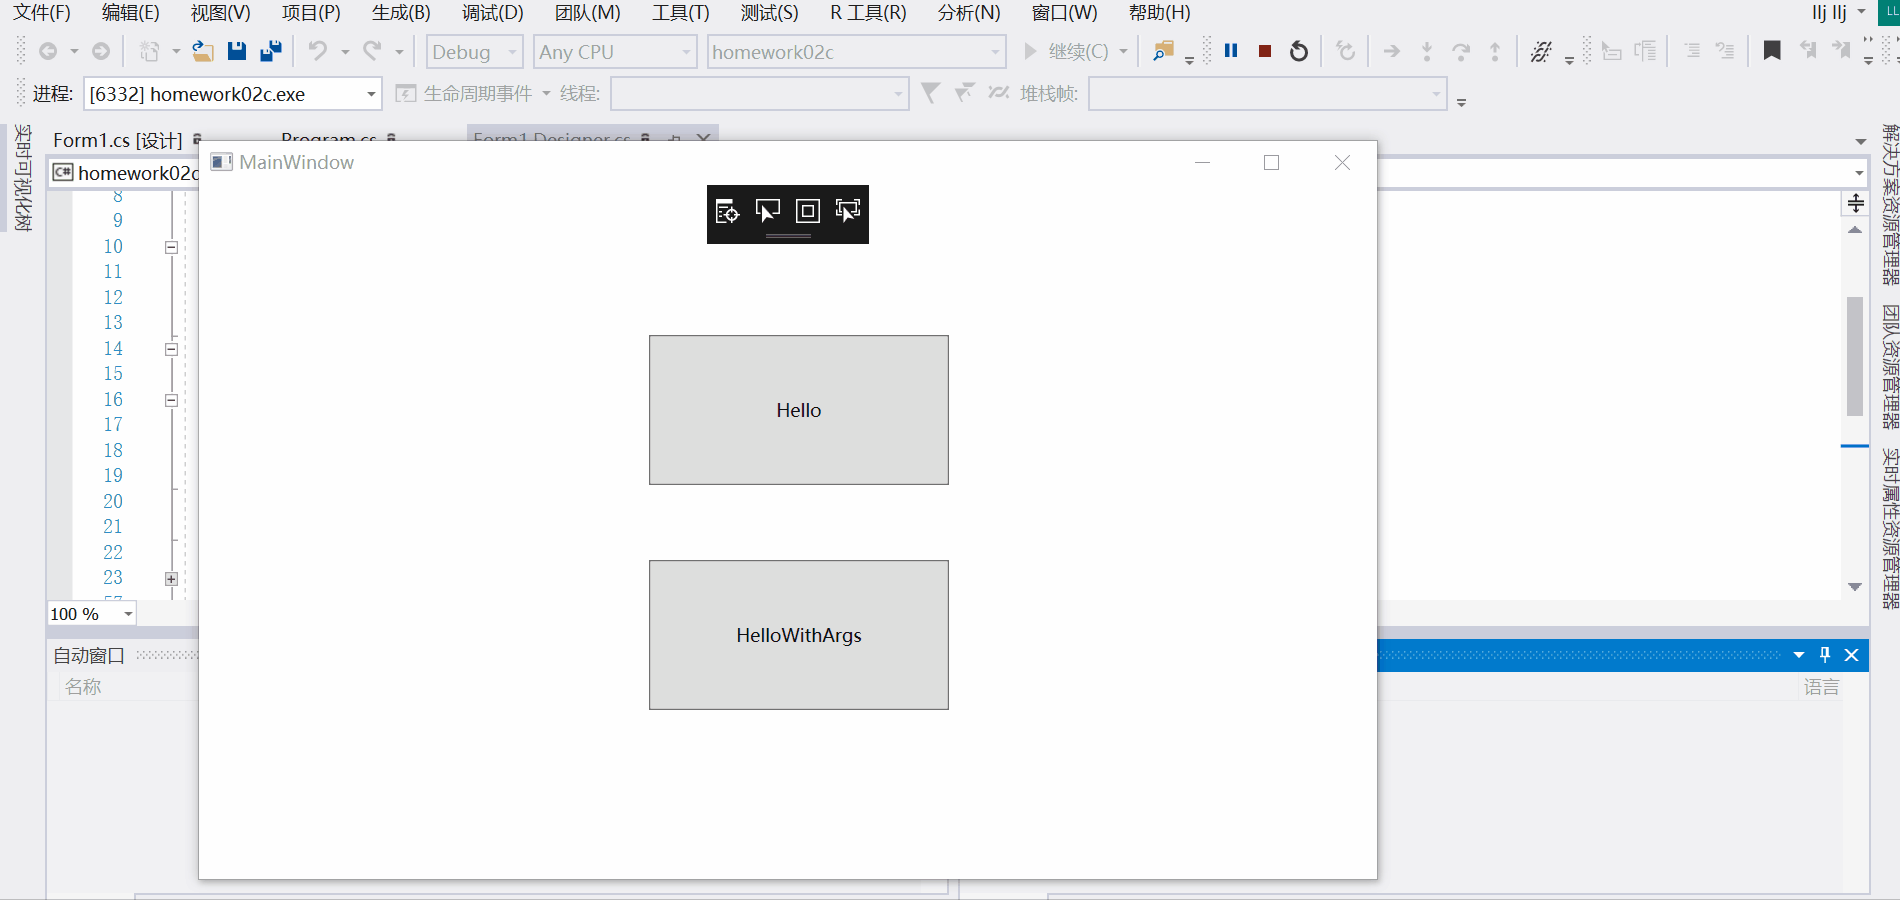 文件(F) 编辑(E) 视图(V) 项目(P) 生成(B) 调试(D) 团队(M) 工具(T) 测试(S) R 工具(R) 分析(N) 窗口(W) 帮助(H) llj llj LL
Debug Any CPU homework02c 继续(C)
进程: [6332] homework02c.exe 生命周期事件 线程: 堆栈帧:
实时可视化树
Form1.cs [设计] Program.cs Form1.Designer.cs
C# homework02c
MainWindow
8
9
10
11
12
13
14
15
16
17
18
19
20
21
22
23
57
Hello
HelloWithArgs
100 %
自动窗口
名称
语言
解决方案资源管理器
团队资源管理器
实时属性资源管理器